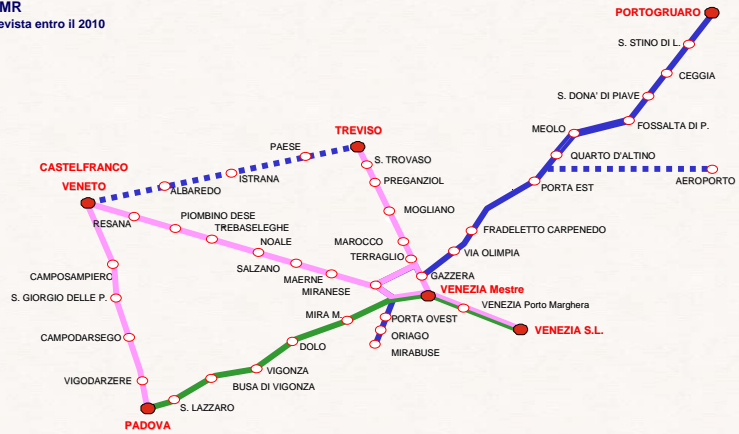 MR
evista entro il 2010
PORTOGRUARO
S. STINO DI L.
CEGGIA
S. DONA' DI PIAVE
FOSSALTA DI P.
MEOLO
QUARTO D'ALTINO
AEROPORTO
PORTA EST
TREVISO
PAESE
S. TROVASO
ISTRANA
PREGANZIOL
CASTELFRANCO
VENETO
ALBAREDO
MOGLIANO
RESANA
PIOMBINO DESE
TREBASELEGHE
NOALE
FRADELETTO CARPENEDO
MAROCCO
VIA OLIMPIA
TERRAGLIO
SALZANO
GAZZERA
CAMPOSAMPIERO
MAERNE
MIRANESE
VENEZIA Mestre
S. GIORGIO DELLE P.
VENEZIA Porto Marghera
MIRA M.
PORTA OVEST
VENEZIA S.L.
ORIAGO
CAMPODARSEGO
DOLO
MIRABUSE
VIGONZA
VIGODARZERE
BUSA DI VIGONZA
S. LAZZARO
PADOVA